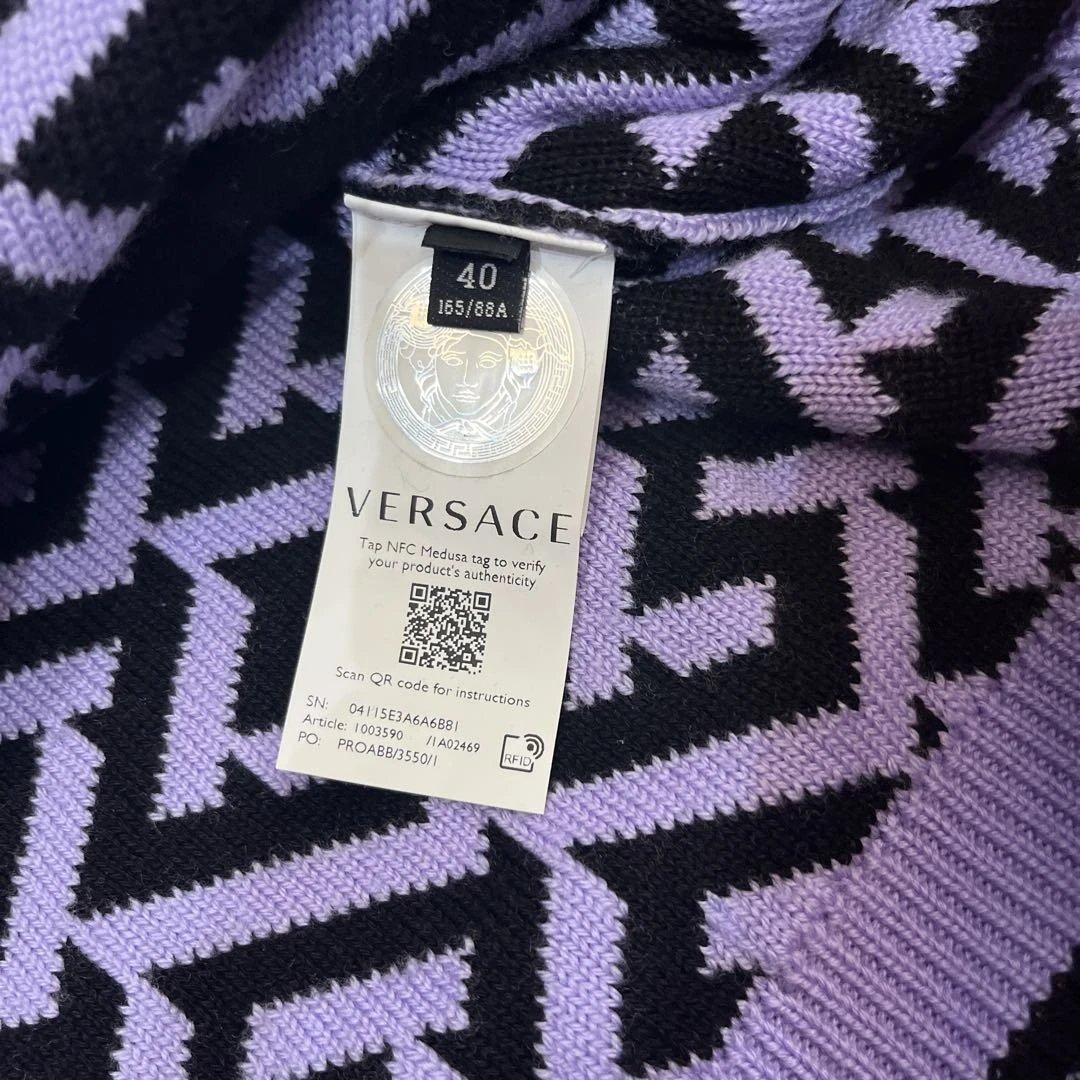 40
165/88A
VERSACE
Tap NFC Medusa tag to verify
your product's authenticity
Scan QR code for instructions
SN: 04115E3A6A6B81
Article: 1003590 /1A02469
PO: PROABB/3550/1
RFID